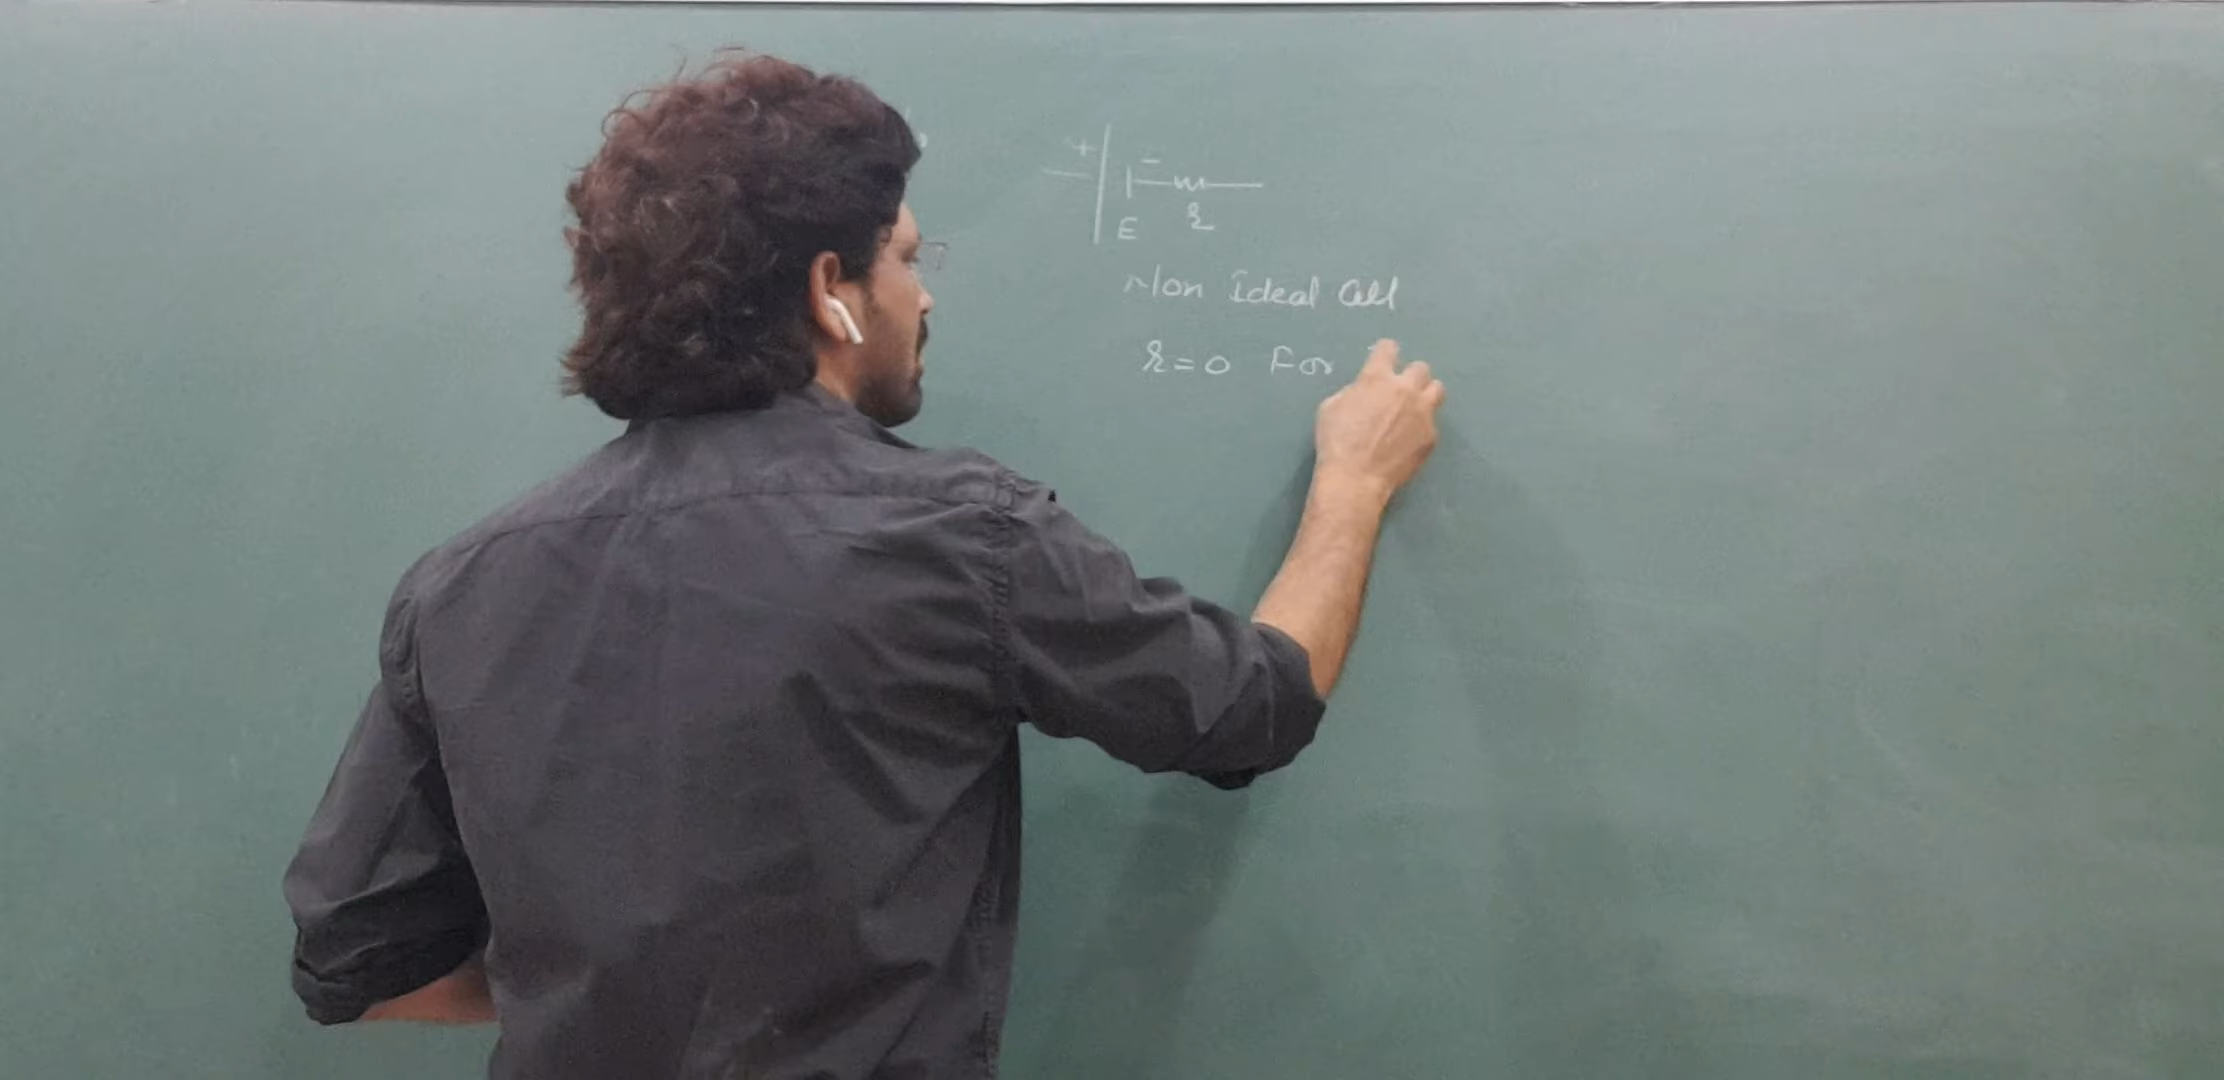 + -
E r
Non Ideal Cell
r=0 For